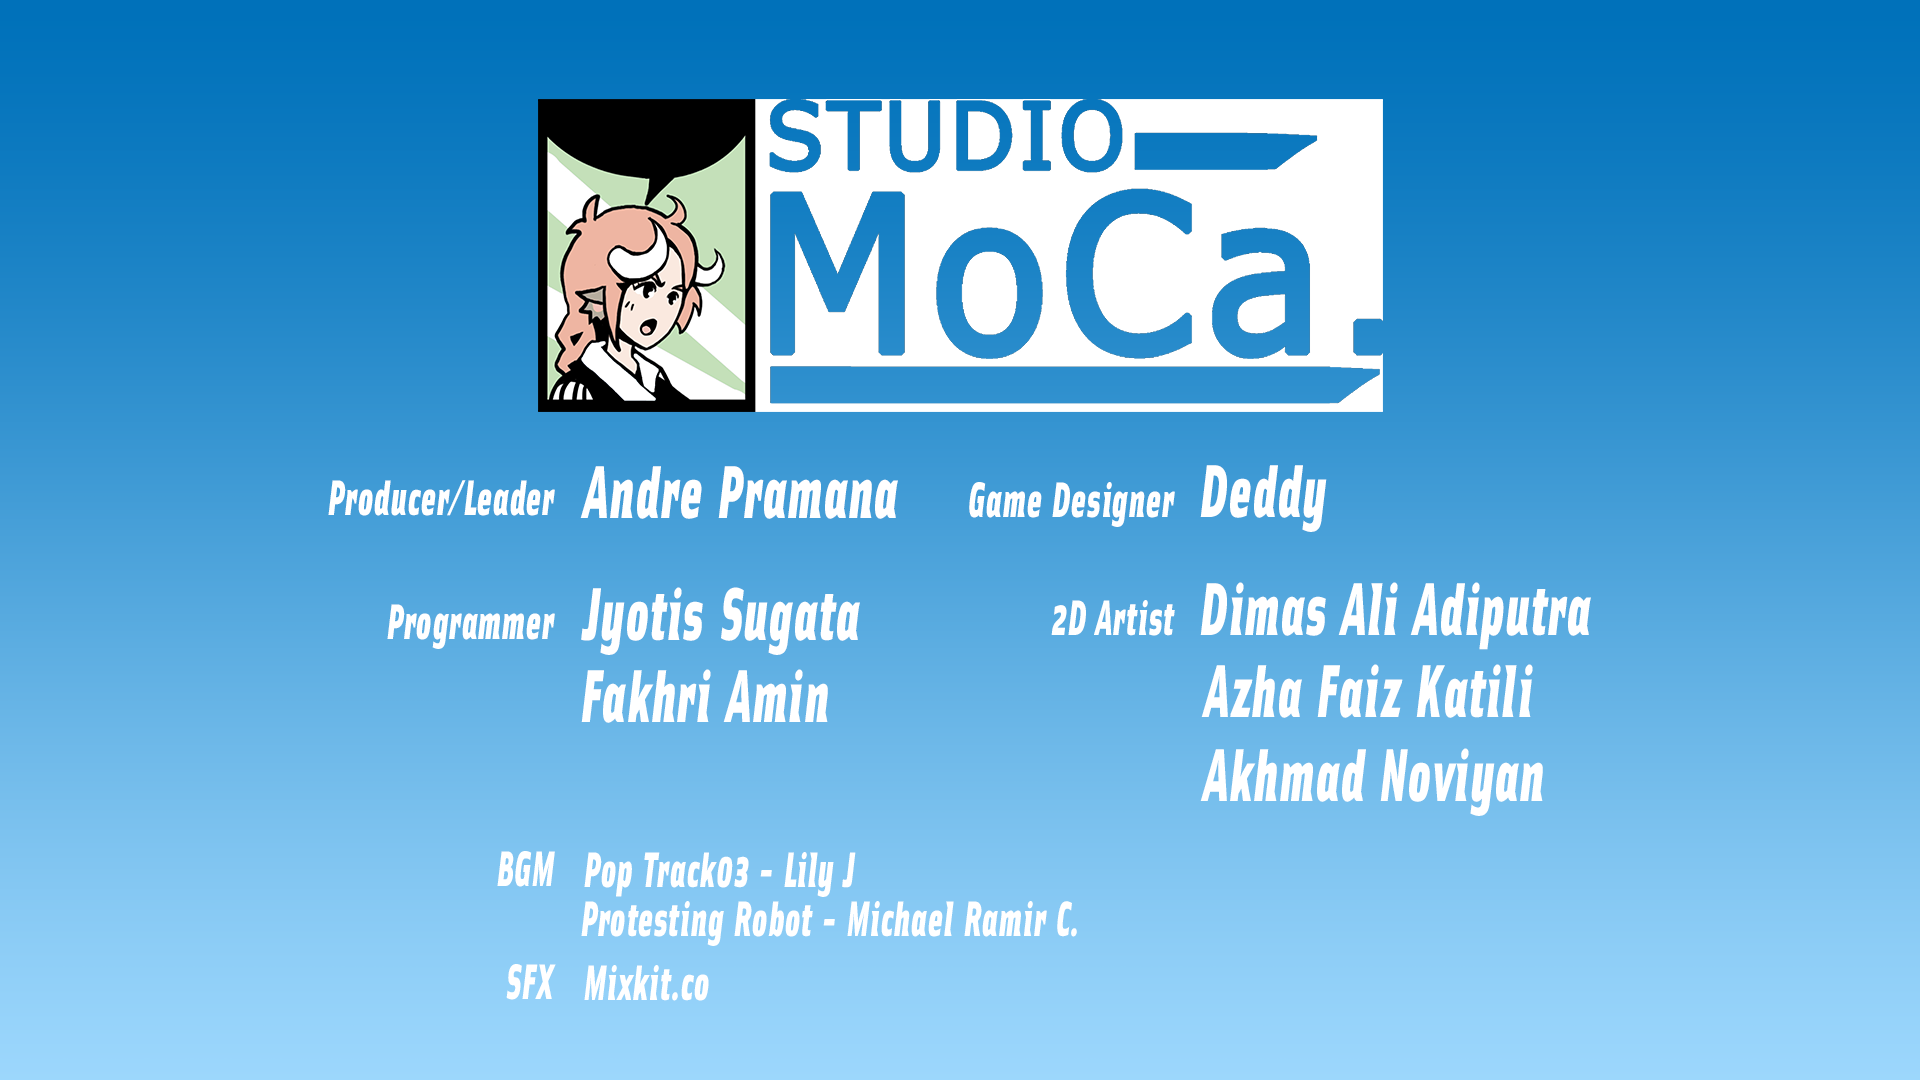 STUDIO
MoCa.
Producer/Leader Andre Pramana
Game Designer Deddy
Programmer Jyotis Sugata
Fakhri Amin
2D Artist Dimas Ali Adiputra
Azha Faiz Katili
Akhmad Noviyan
BGM Pop Track03 - Lily J
Protesting Robot - Michael Ramir C.
SFX Mixkit.co